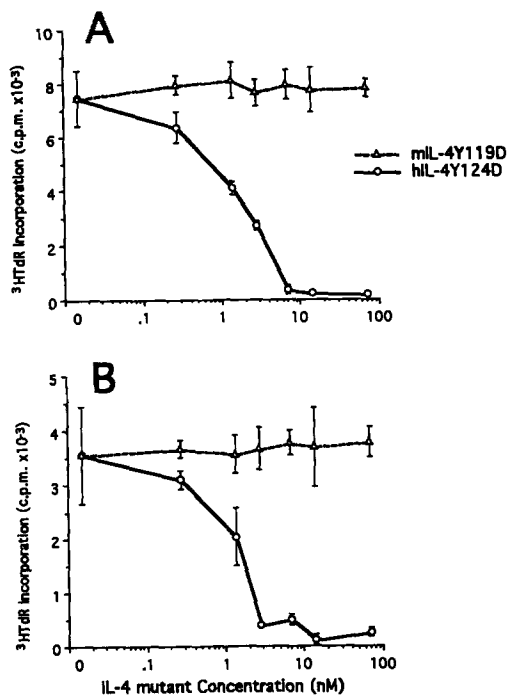 A
10
8
6
4
2
0
³HTdR Incorporation (c.p.m. x10⁻³)
0 .1 1 10 100
mIL-4Y119D
hIL-4Y124D
B
5
4
3
2
1
0
³HTdR Incorporation (c.p.m. x10⁻³)
0 .1 1 10 100
IL-4 mutant Concentration (nM)